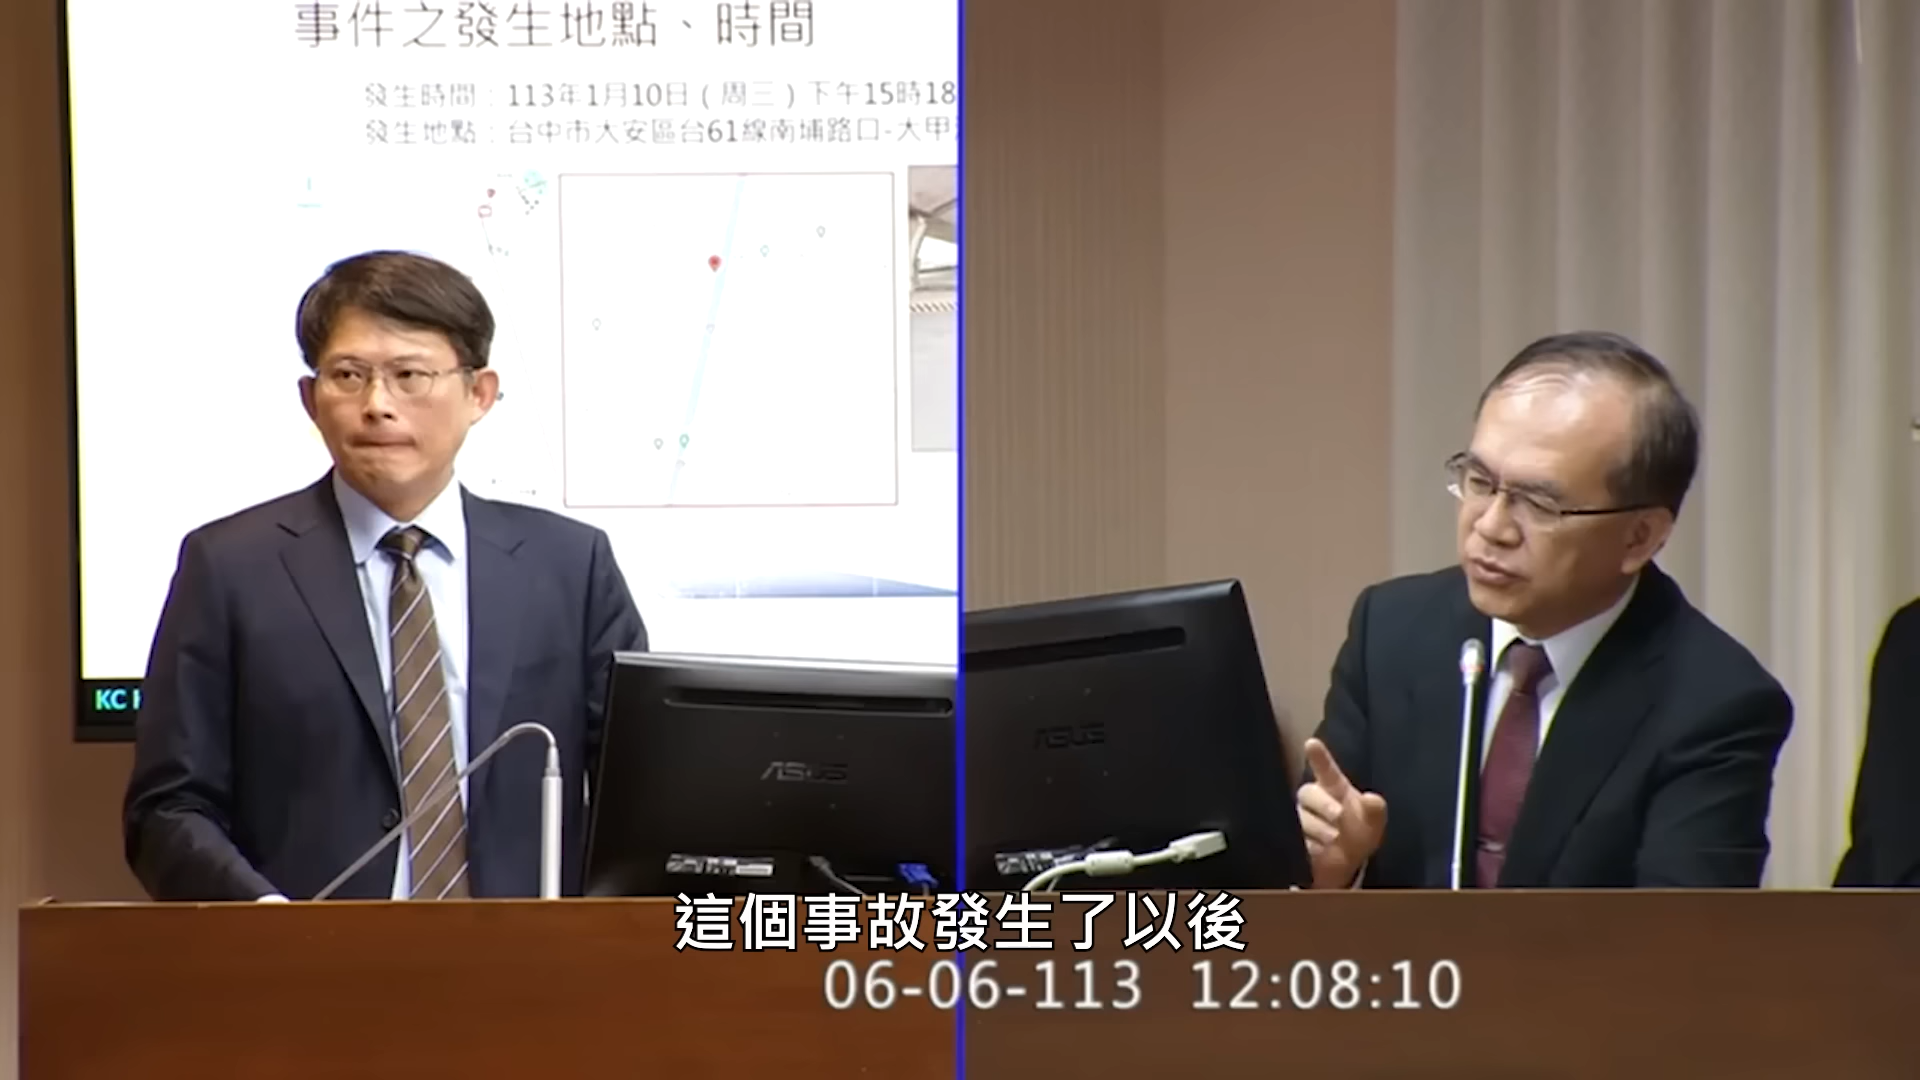 事件之發生地點、時間
發生時間：113年1月10日（周三）下午15時18
發生地點：台中市大安區台61線南埔路口-大甲
KC
ASUS
ASUS
這個事故發生了以後
06-06-113 12:08:10